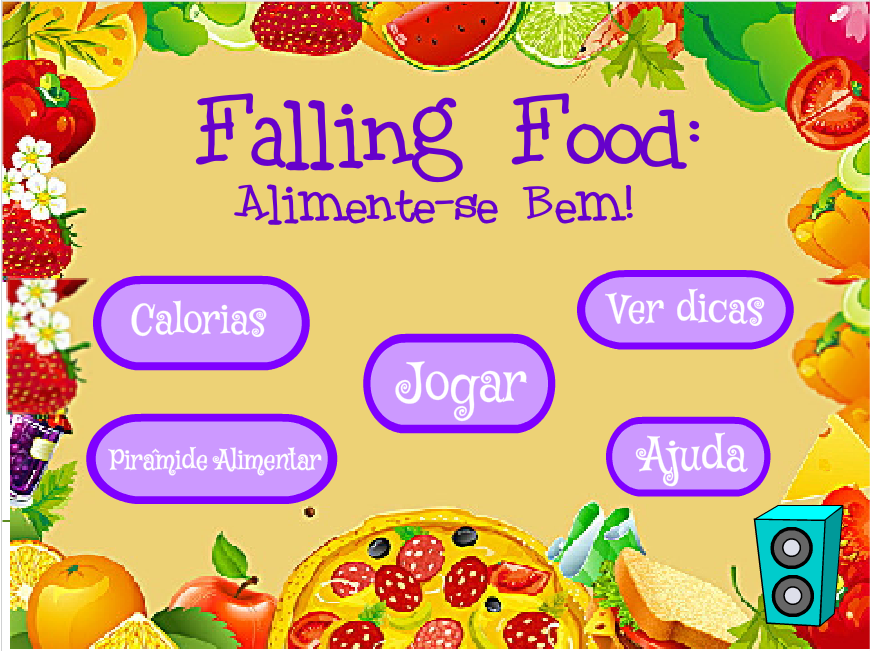 Falling Food:
Alimente-se Bem!
Calorias
Ver dicas
Jogar
Pirâmide Alimentar
Ajuda